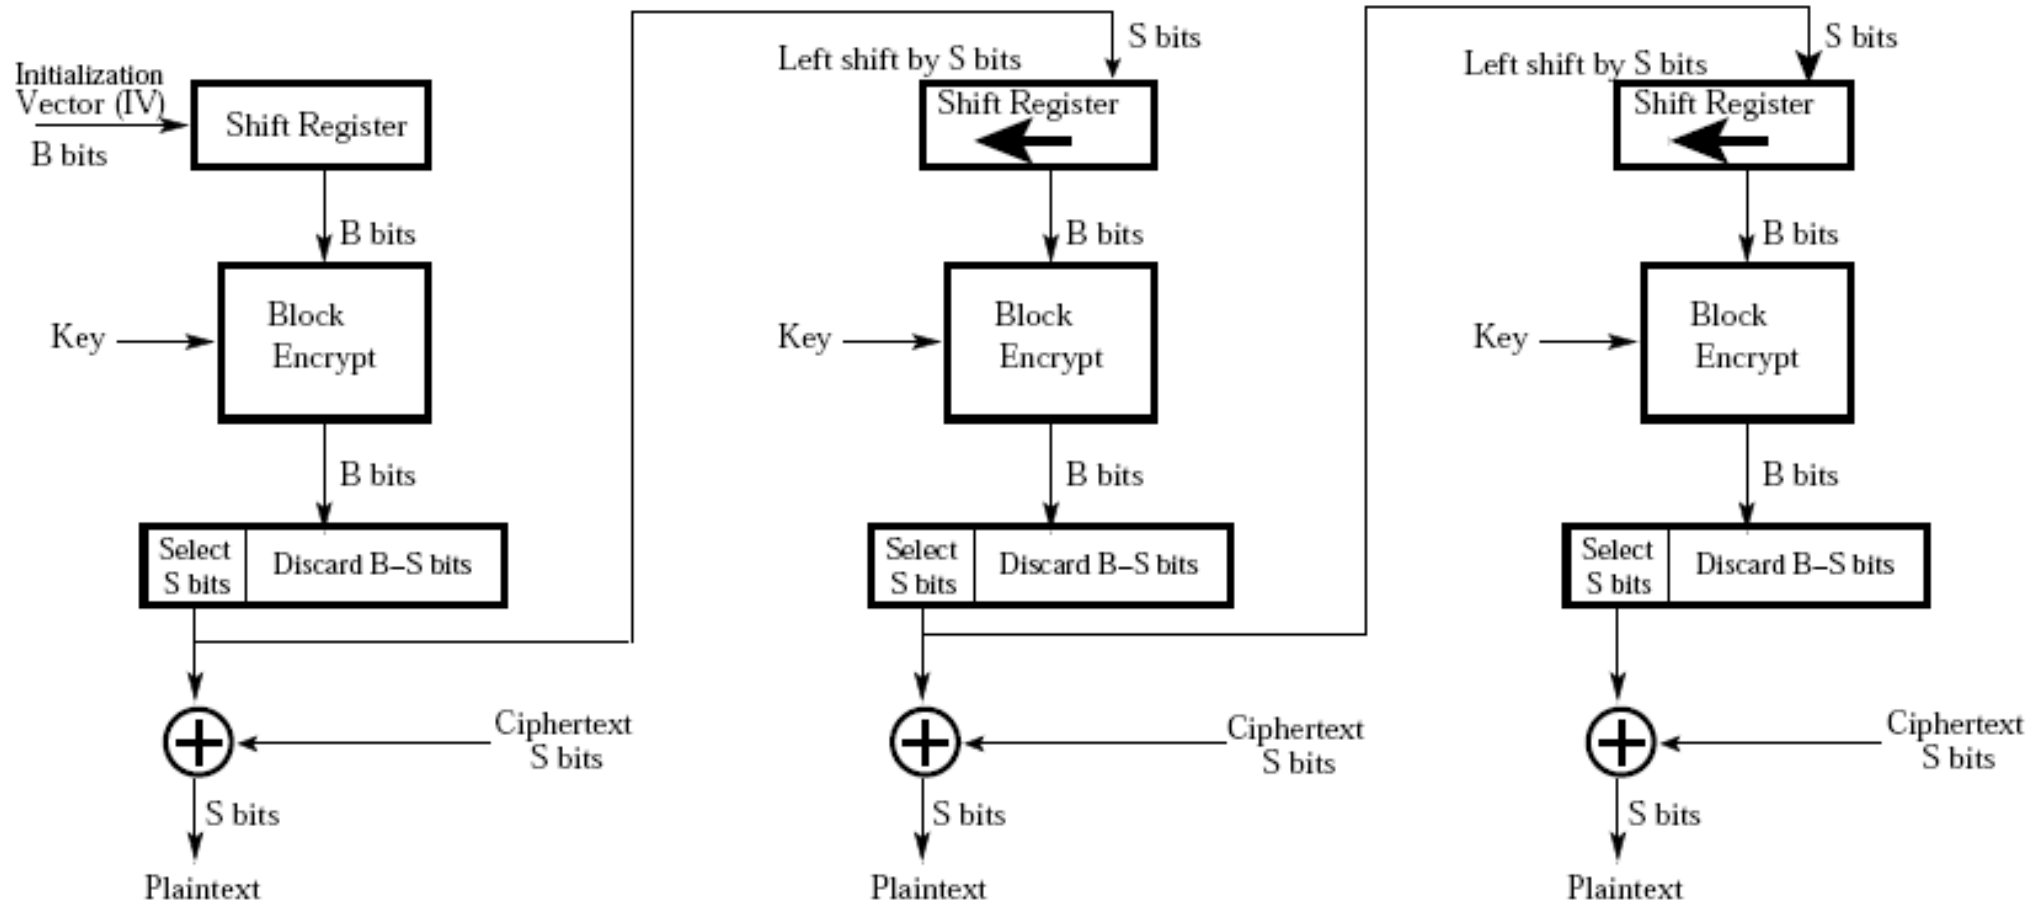 Initialization
Vector (IV)
B bits
Shift Register
B bits
Key
Block
Encrypt
B bits
Select
S bits
Discard B–S bits
Ciphertext
S bits
S bits
Plaintext
S bits
Left shift by S bits
Shift Register
B bits
Key
Block
Encrypt
B bits
Select
S bits
Discard B–S bits
Ciphertext
S bits
S bits
Plaintext
S bits
Left shift by S bits
Shift Register
B bits
Key
Block
Encrypt
B bits
Select
S bits
Discard B–S bits
Ciphertext
S bits
S bits
Plaintext